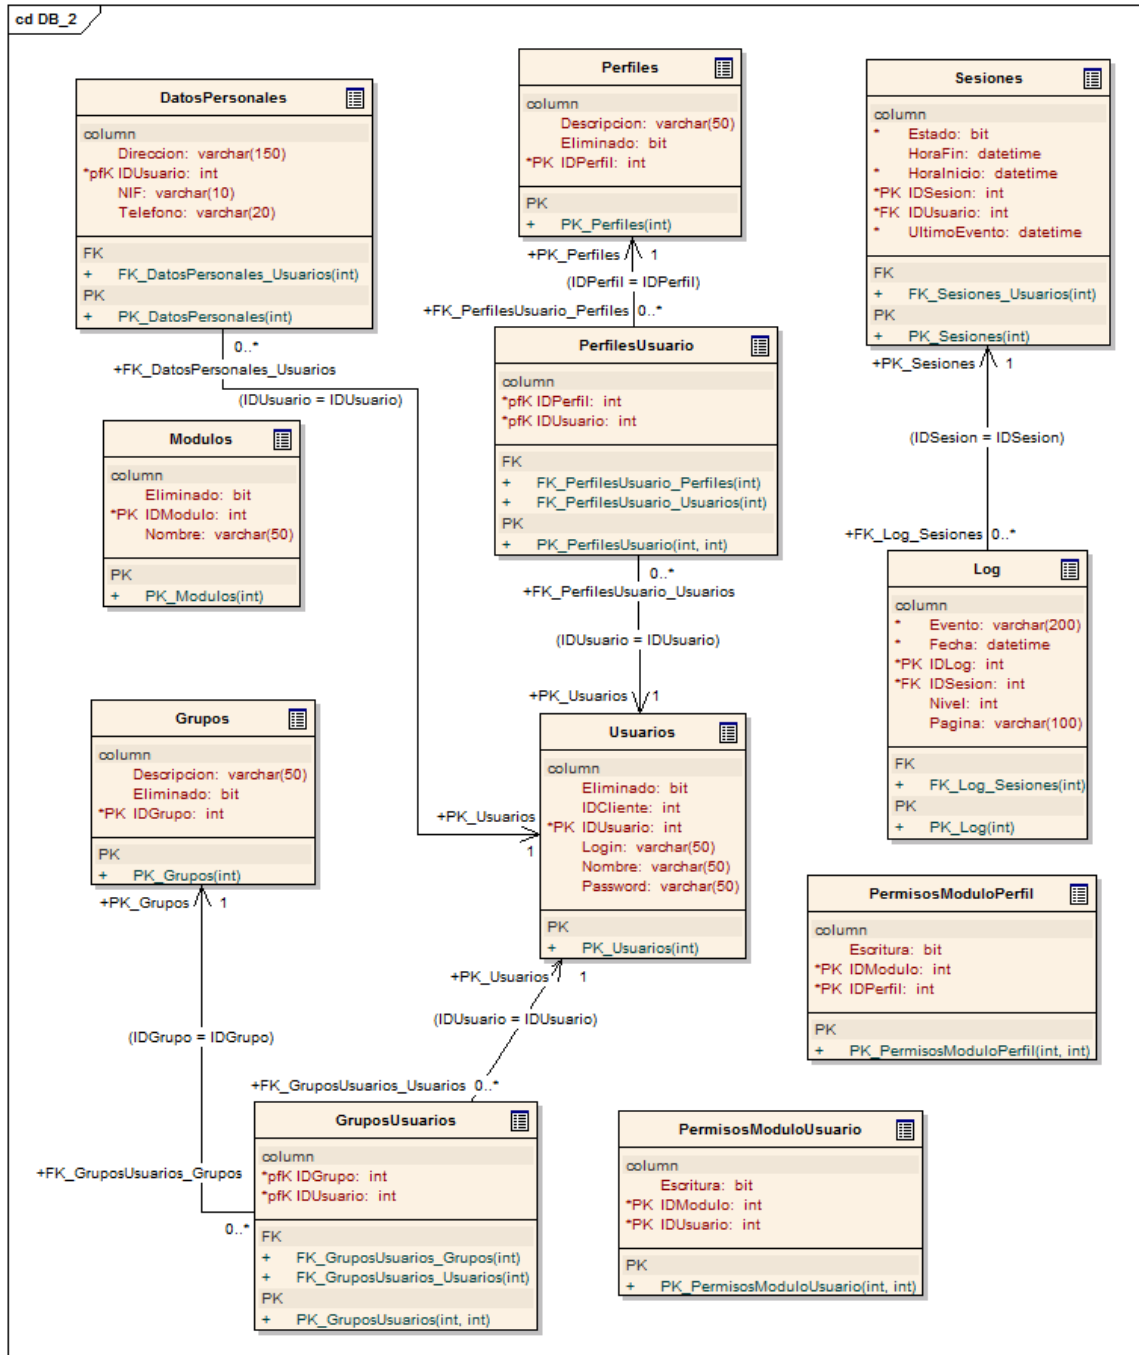 cd DB_2
DatosPersonales
column
Direccion: varchar(150)
*pfK IDUsuario: int
NIF: varchar(10)
Telefono: varchar(20)
FK
+ FK_DatosPersonales_Usuarios(int)
PK
+ PK_DatosPersonales(int)
0..*
+FK_DatosPersonales_Usuarios
(IDUsuario = IDUsuario)
Perfiles
column
Descripcion: varchar(50)
Eliminado: bit
*PK IDPerfil: int
PK
+ PK_Perfiles(int)
+PK_Perfiles 1
(IDPerfil = IDPerfil)
+FK_PerfilesUsuario_Perfiles 0..*
Sesiones
column
* Estado: bit
HoraFin: datetime
* HoraInicio: datetime
*PK IDSesion: int
*FK IDUsuario: int
* UltimoEvento: datetime
FK
+ FK_Sesiones_Usuarios(int)
PK
+ PK_Sesiones(int)
+PK_Sesiones 1
(IDSesion = IDSesion)
+FK_Log_Sesiones 0..*
PerfilesUsuario
column
*pfK IDPerfil: int
*pfK IDUsuario: int
FK
+ FK_PerfilesUsuario_Perfiles(int)
+ FK_PerfilesUsuario_Usuarios(int)
PK
+ PK_PerfilesUsuario(int, int)
0..*
+FK_PerfilesUsuario_Usuarios
(IDUsuario = IDUsuario)
+PK_Usuarios 1
Modulos
column
Eliminado: bit
*PK IDModulo: int
Nombre: varchar(50)
PK
+ PK_Modulos(int)
Log
column
* Evento: varchar(200)
* Fecha: datetime
*PK IDLog: int
*FK IDSesion: int
Nivel: int
Pagina: varchar(100)
FK
+ FK_Log_Sesiones(int)
PK
+ PK_Log(int)
Grupos
column
Descripcion: varchar(50)
Eliminado: bit
*PK IDGrupo: int
PK
+ PK_Grupos(int)
+PK_Grupos 1
(IDGrupo = IDGrupo)
+FK_GruposUsuarios_Grupos
0..*
Usuarios
column
Eliminado: bit
IDCliente: int
*PK IDUsuario: int
Login: varchar(50)
Nombre: varchar(50)
Password: varchar(50)
PK
+ PK_Usuarios(int)
+PK_Usuarios
1
+PK_Usuarios 1
(IDUsuario = IDUsuario)
+FK_GruposUsuarios_Usuarios 0..*
PermisosModuloPerfil
column
Escritura: bit
*PK IDModulo: int
*PK IDPerfil: int
PK
+ PK_PermisosModuloPerfil(int, int)
GruposUsuarios
column
*pfK IDGrupo: int
*pfK IDUsuario: int
FK
+ FK_GruposUsuarios_Grupos(int)
+ FK_GruposUsuarios_Usuarios(int)
PK
+ PK_GruposUsuarios(int, int)
PermisosModuloUsuario
column
Escritura: bit
*PK IDModulo: int
*PK IDUsuario: int
PK
+ PK_PermisosModuloUsuario(int, int)